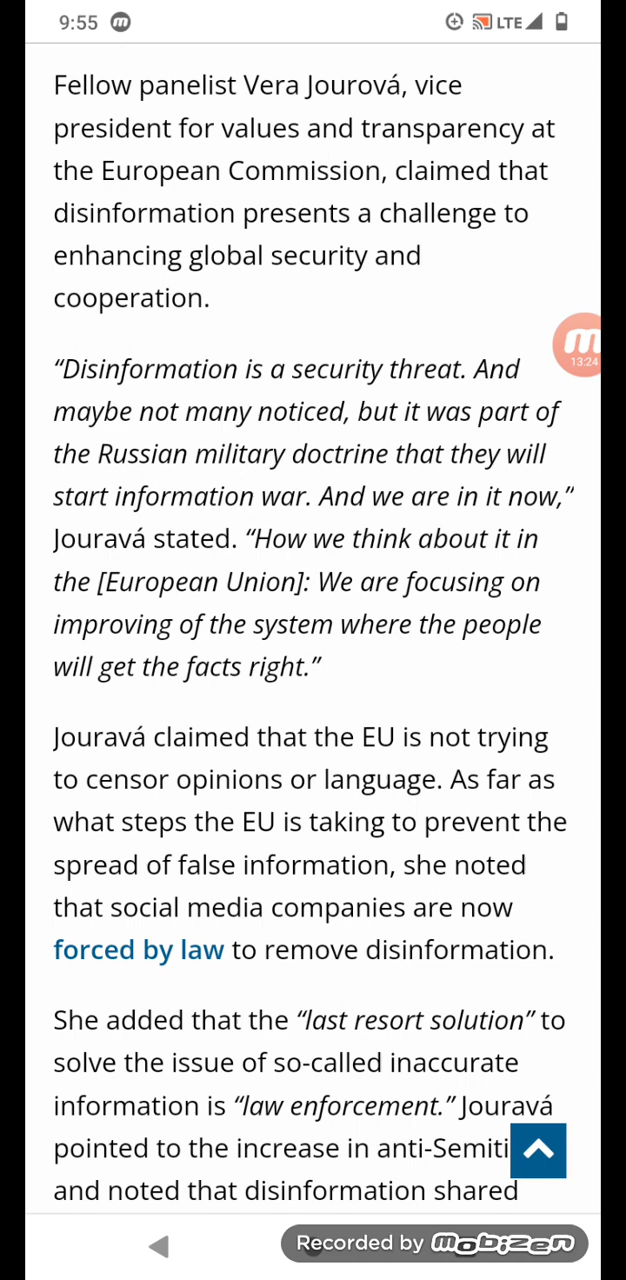 9:55 m LTE
Fellow panelist Vera Jourová, vice
president for values and transparency at
the European Commission, claimed that
disinformation presents a challenge to
enhancing global security and
cooperation.
m
13:24
“Disinformation is a security threat. And
maybe not many noticed, but it was part of
the Russian military doctrine that they will
start information war. And we are in it now,”
Jouravá stated. “How we think about it in
the [European Union]: We are focusing on
improving of the system where the people
will get the facts right.”
Jouravá claimed that the EU is not trying
to censor opinions or language. As far as
what steps the EU is taking to prevent the
spread of false information, she noted
that social media companies are now
forced by law to remove disinformation.
She added that the “last resort solution” to
solve the issue of so-called inaccurate
information is “law enforcement.” Jouravá
pointed to the increase in anti-Semiti
and noted that disinformation shared
Recorded by mobizen